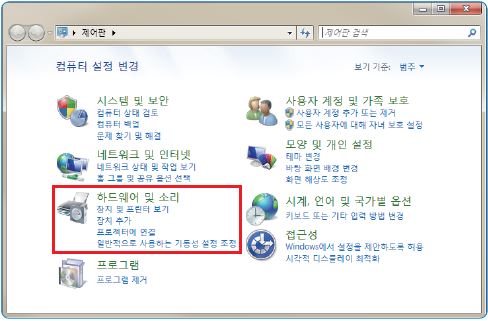 제어판
제어판 검색
컴퓨터 설정 변경
보기 기준: 범주
시스템 및 보안
컴퓨터 상태 검토
컴퓨터 백업
문제 찾기 및 해결
네트워크 및 인터넷
네트워크 상태 및 작업 보기
홈 그룹 및 공유 옵션 선택
하드웨어 및 소리
장치 및 프린터 보기
장치 추가
프로젝터에 연결
일반적으로 사용하는 기동성 설정 조정
프로그램
프로그램 제거
사용자 계정 및 가족 보호
사용자 계정 추가 또는 제거
모든 사용자에 대해 자녀 보호 설정
모양 및 개인 설정
테마 변경
바탕 화면 배경 변경
화면 해상도 조정
시계, 언어 및 국가별 옵션
키보드 또는 기타 입력 방법 변경
접근성
Windows에서 설정을 제안하도록 허용
시각적 디스플레이 최적화